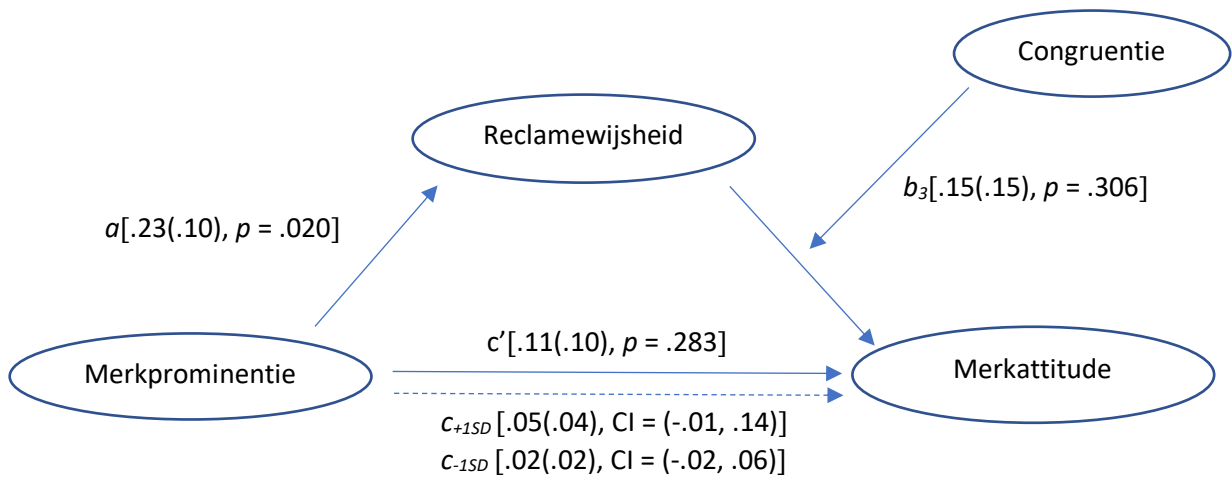 Congruentie
Reclamewijsheid
b₃[.15(.15), p = .306]
a[.23(.10), p = .020]
c’[.11(.10), p = .283]
Merkprominentie
Merkattitude
c+1SD [.05(.04), CI = (-.01, .14)]
c-1SD [.02(.02), CI = (-.02, .06)]